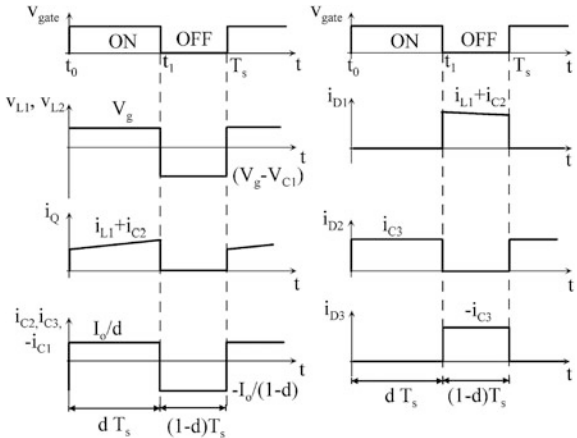 v_gate
ON OFF
t_0 t_1 T_s t
v_L1, v_L2
V_g
t
(V_g-V_C1)
i_Q
i_L1+i_C2
t
i_C2,i_C3,
-i_C1
I_o/d
t
-I_o/(1-d)
d T_s (1-d)T_s
v_gate
ON OFF
t_0 t_1 T_s t
i_D1
i_L1+i_C2
t
i_D2
i_C3
t
i_D3
-i_C3
t
d T_s (1-d)T_s